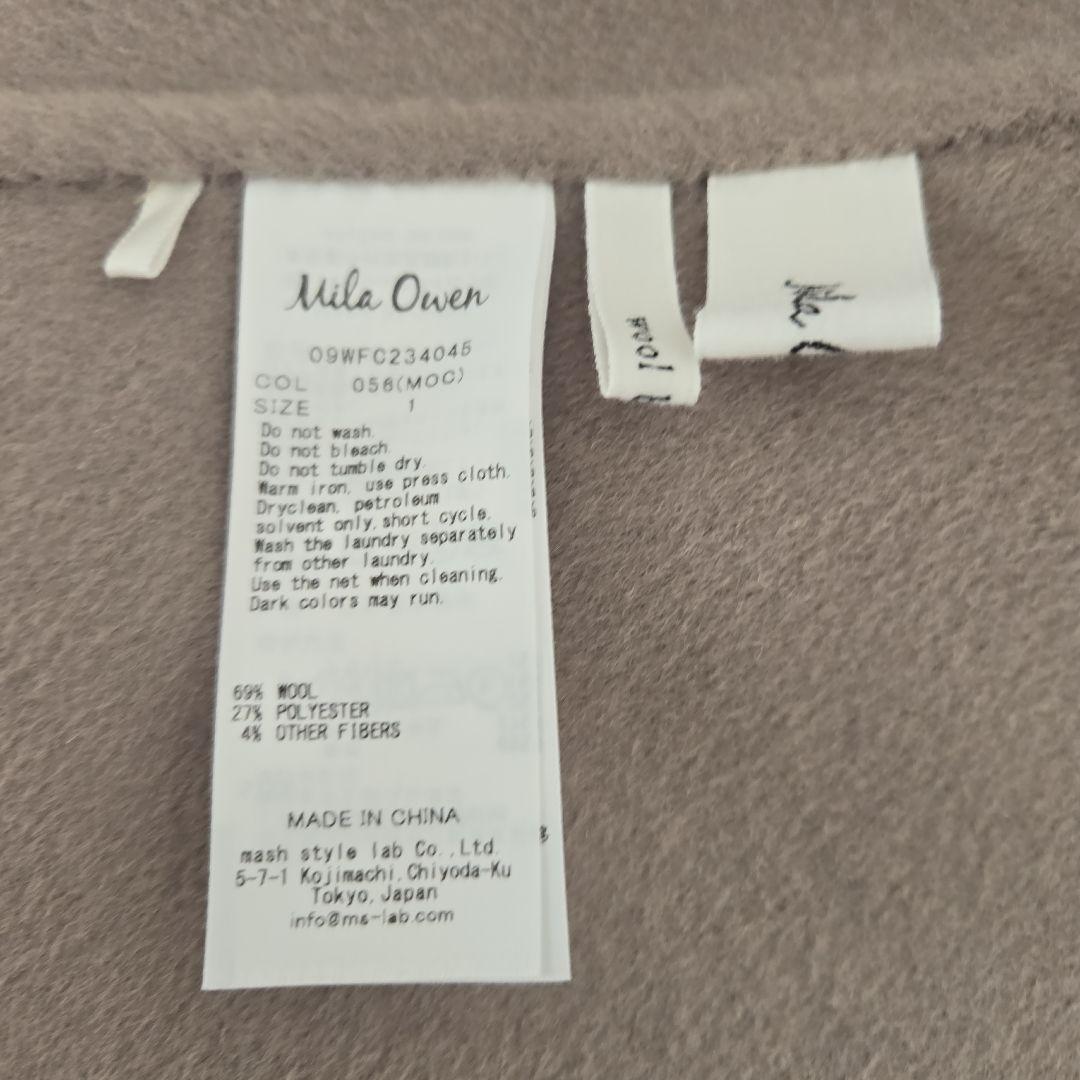 Mila Owen
09WFC234045
COL 058(MOC)
SIZE 1
Do not wash.
Do not bleach.
Do not tumble dry.
Warm iron, use press cloth.
Dryclean, petroleum
solvent only, short cycle.
Wash the laundry separately
from other laundry.
Use the net when cleaning.
Dark colors may run.
69% WOOL
27% POLYESTER
4% OTHER FIBERS
MADE IN CHINA
mash style lab Co.,Ltd.
5-7-1 Kojimachi, Chiyoda-Ku
Tokyo, Japan
info@ms-lab.com